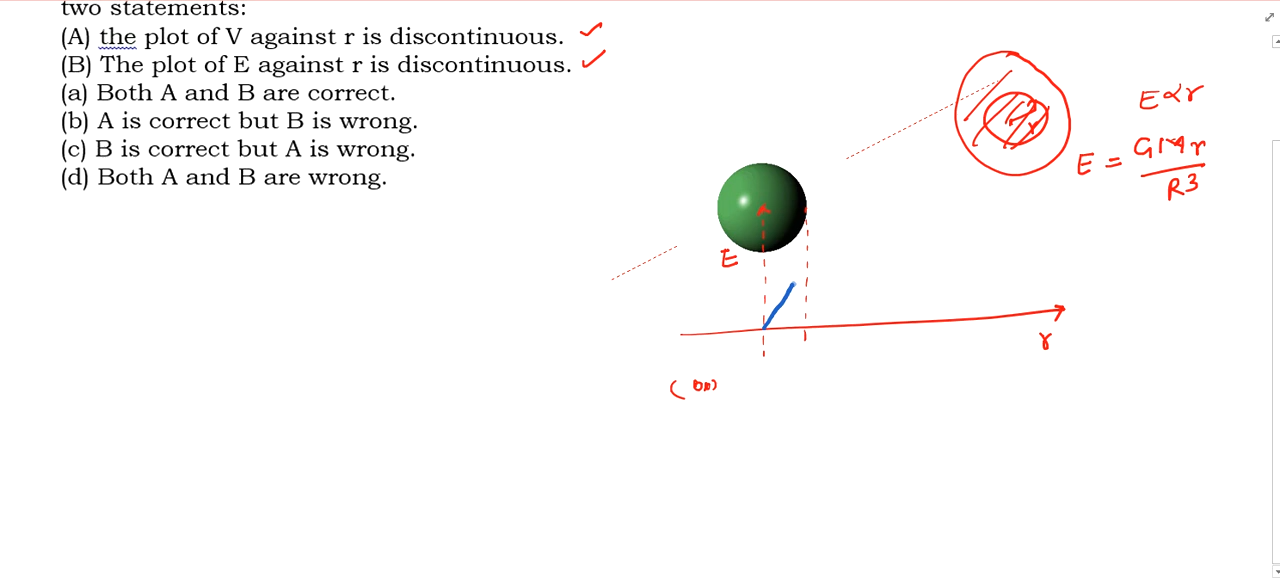 two statements:
(A) the plot of V against r is discontinuous.
(B) The plot of E against r is discontinuous.
(a) Both A and B are correct.
(b) A is correct but B is wrong.
(c) B is correct but A is wrong.
(d) Both A and B are wrong.
E ∝ r
E = GMr
R3
E
r